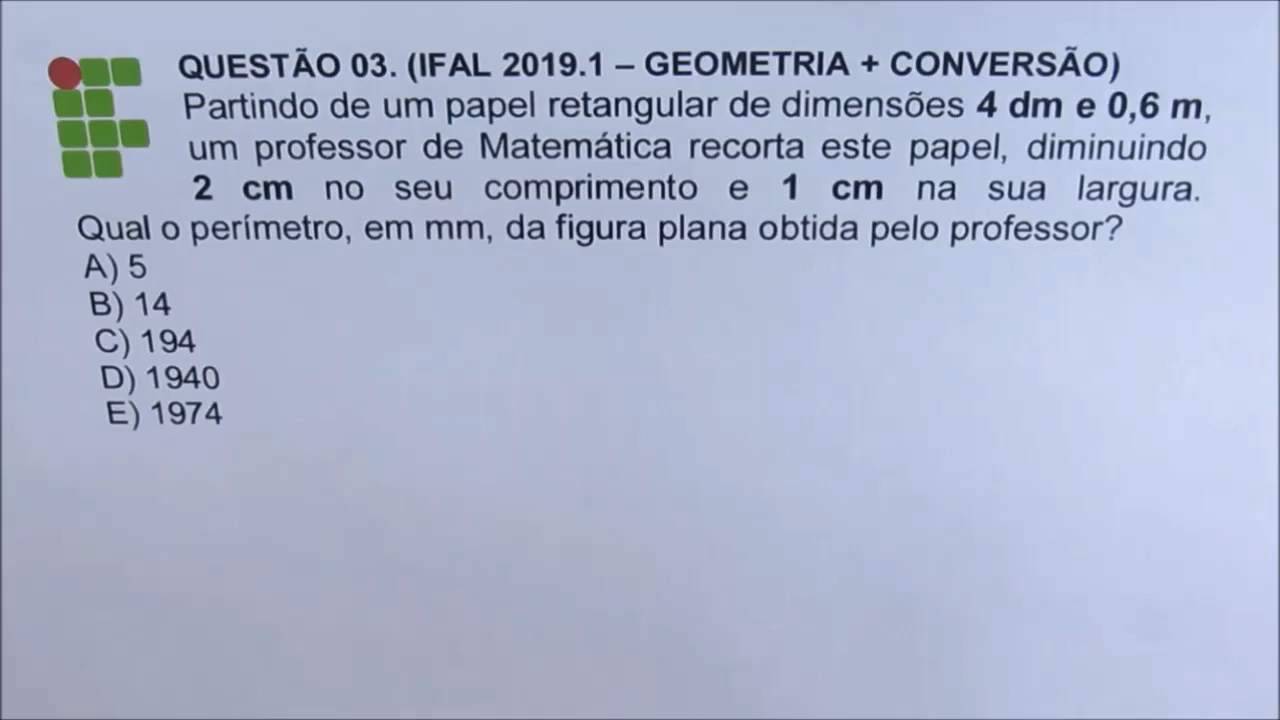 QUESTÃO 03. (IFAL 2019.1 – GEOMETRIA + CONVERSÃO)
Partindo de um papel retangular de dimensões 4 dm e 0,6 m,
um professor de Matemática recorta este papel, diminuindo
2 cm no seu comprimento e 1 cm na sua largura.
Qual o perímetro, em mm, da figura plana obtida pelo professor?
A) 5
B) 14
C) 194
D) 1940
E) 1974